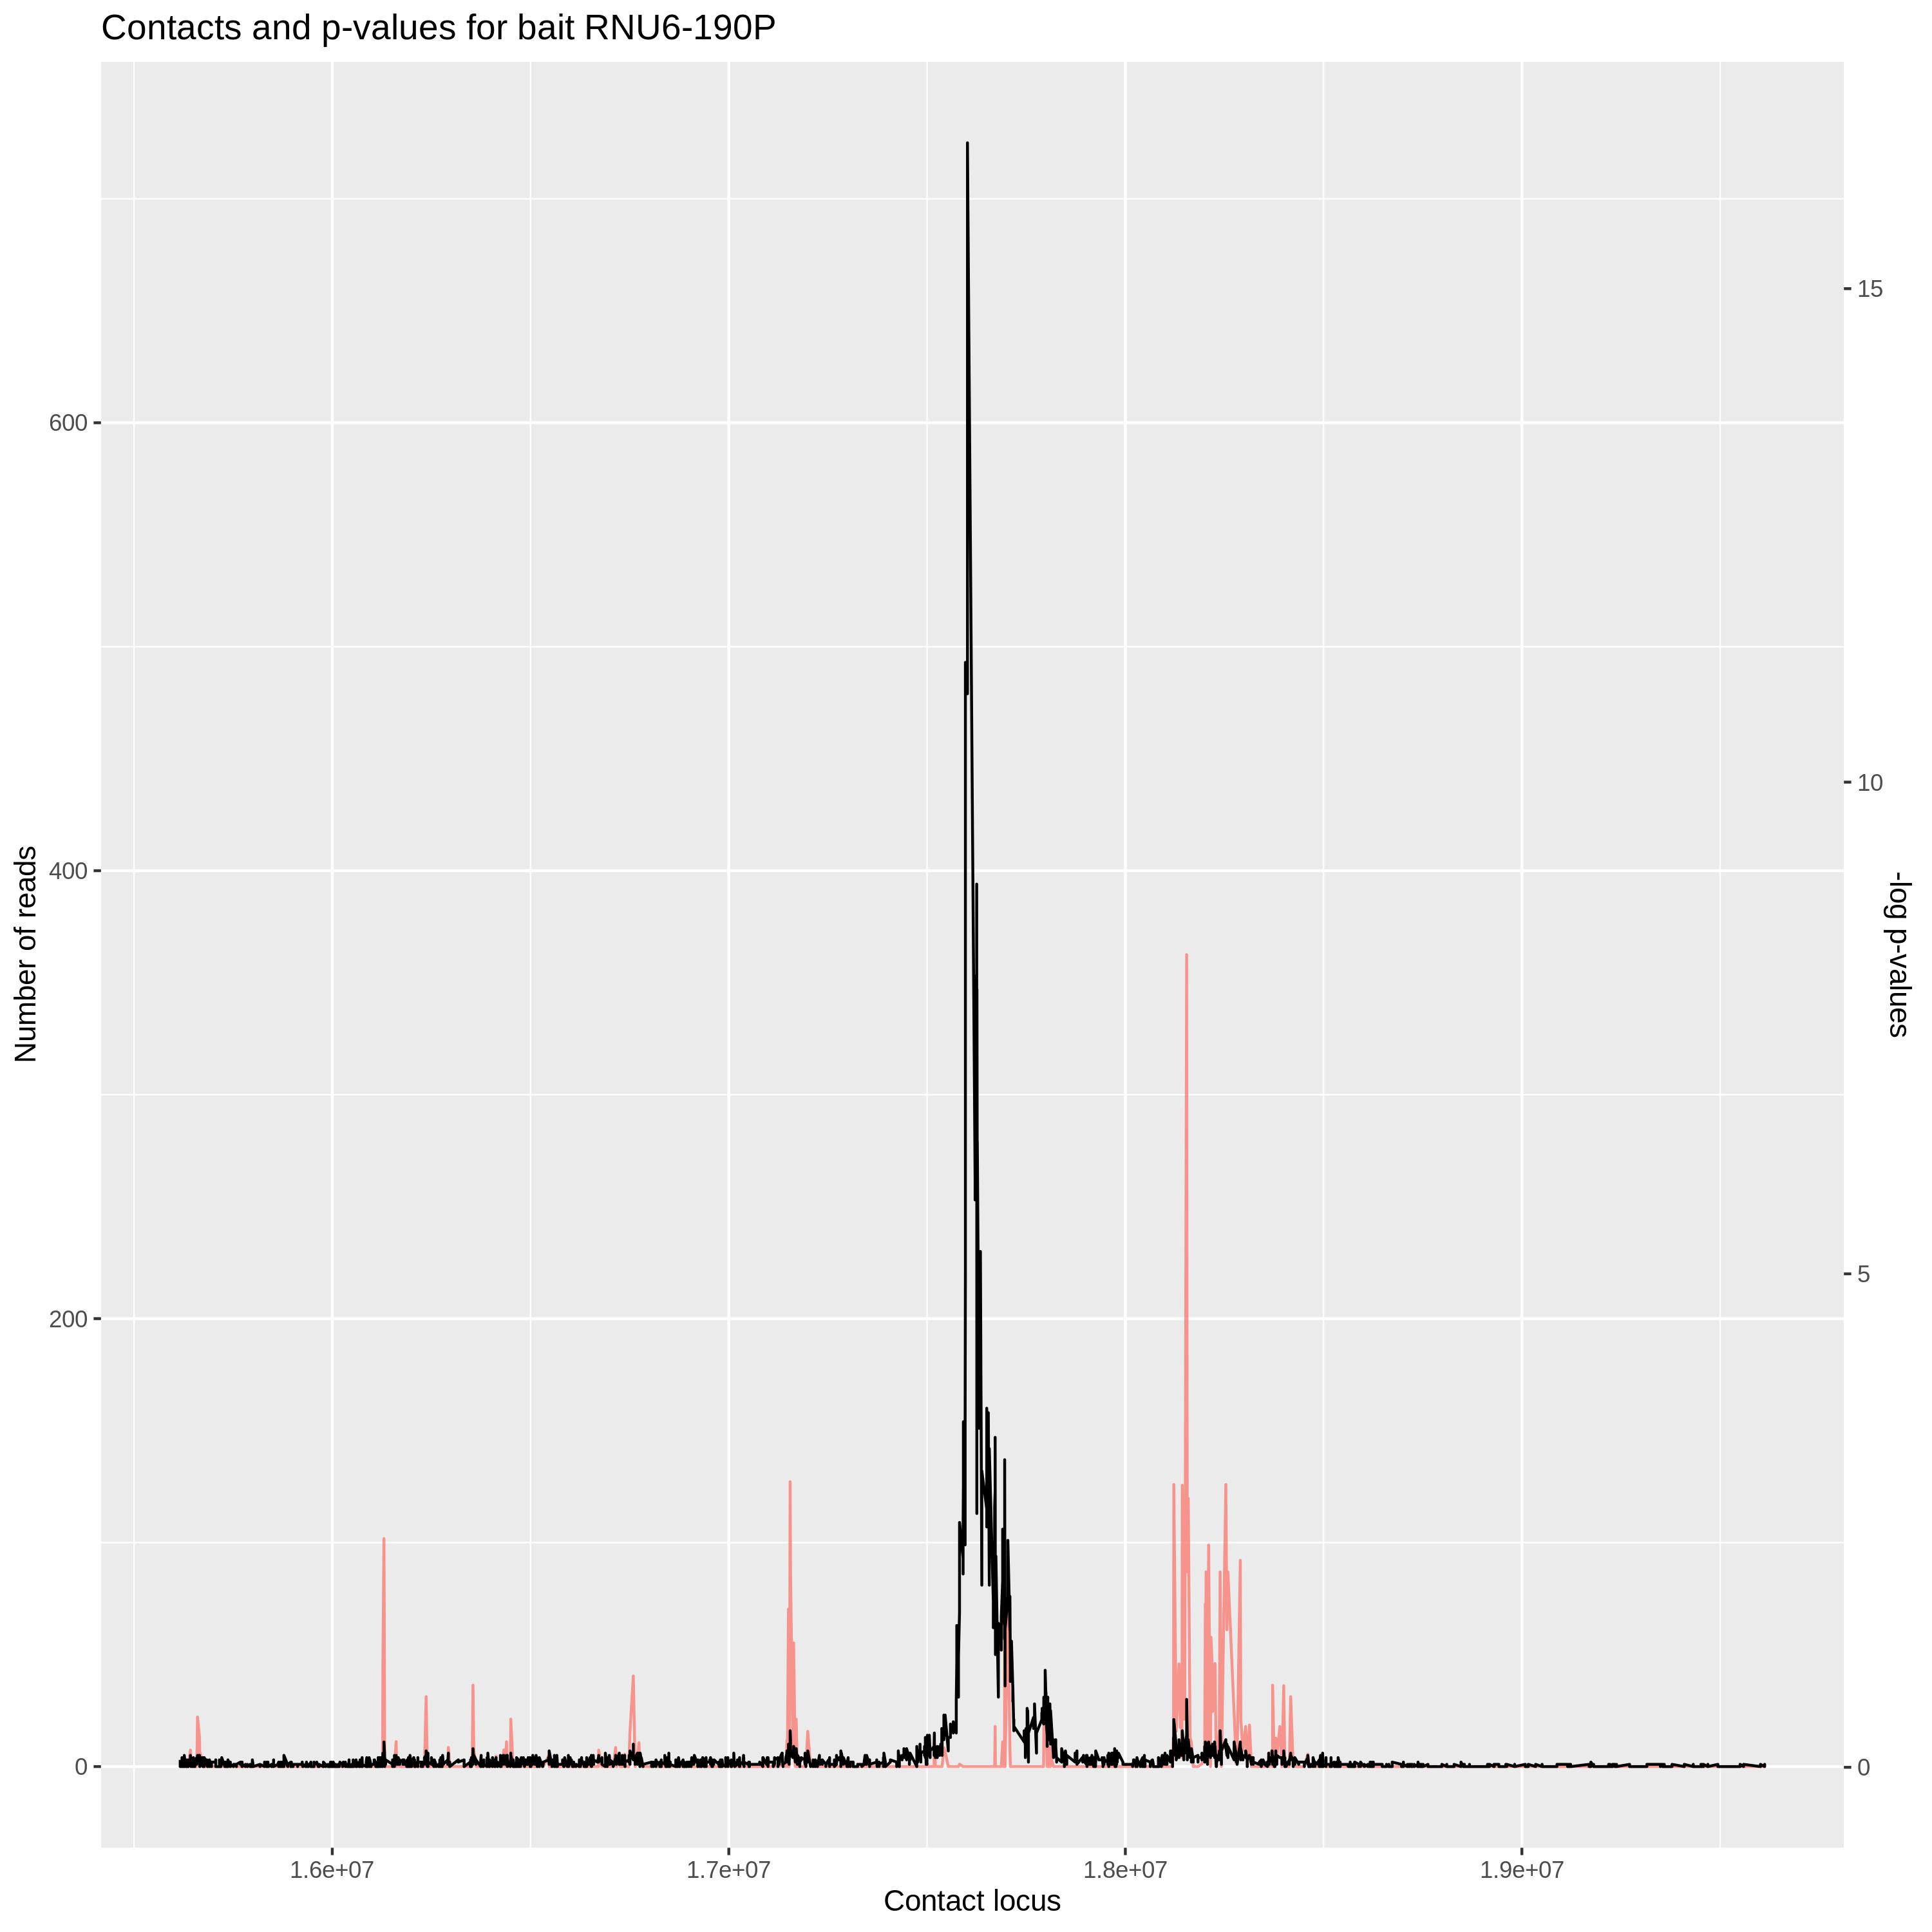 Contacts and p-values for bait RNU6-190P
Number of reads
600
400
200
0
15
10
5
0
-log p-values
1.6e+07
1.7e+07
1.8e+07
1.9e+07
Contact locus